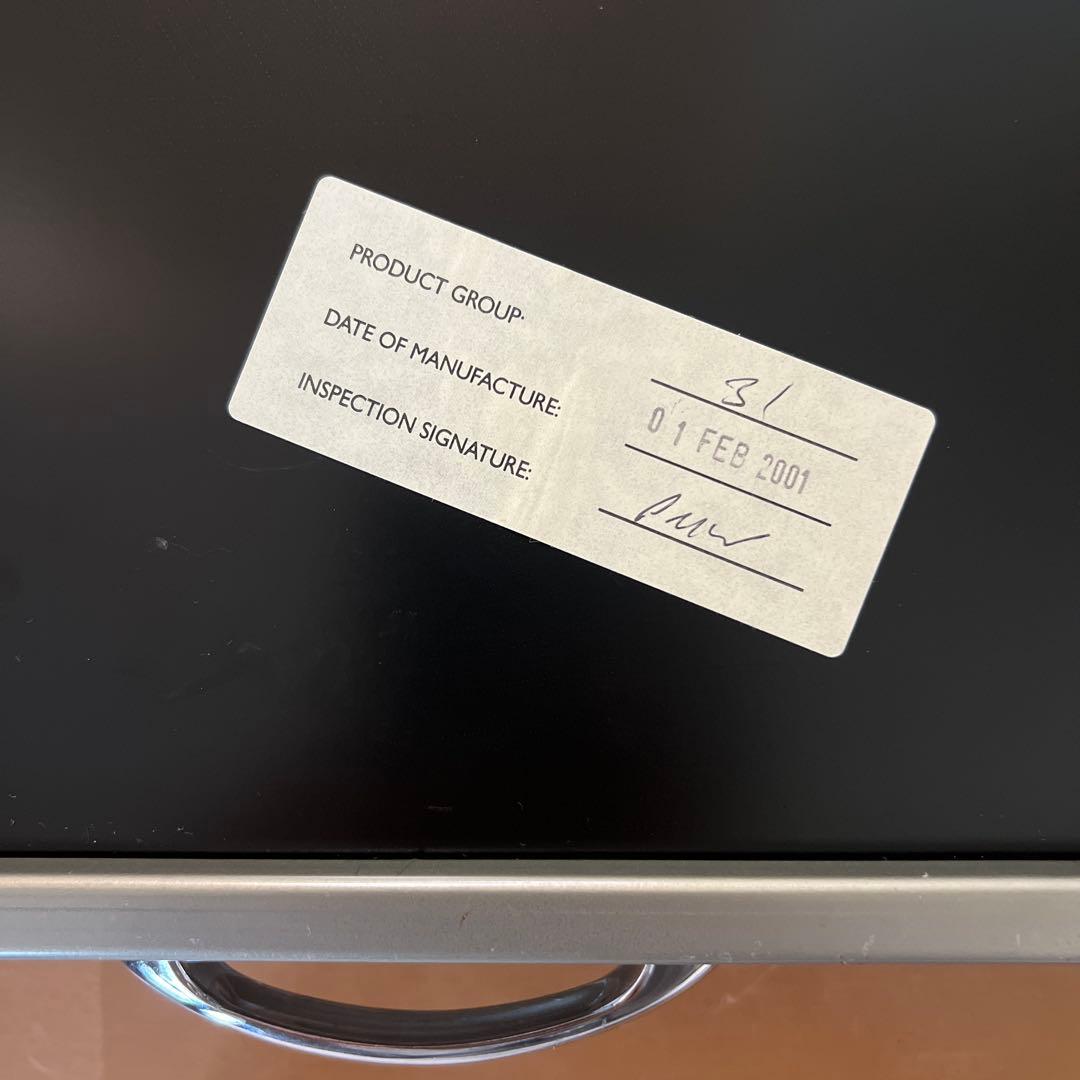 PRODUCT GROUP: 31
DATE OF MANUFACTURE: 01 FEB 2001
INSPECTION SIGNATURE: